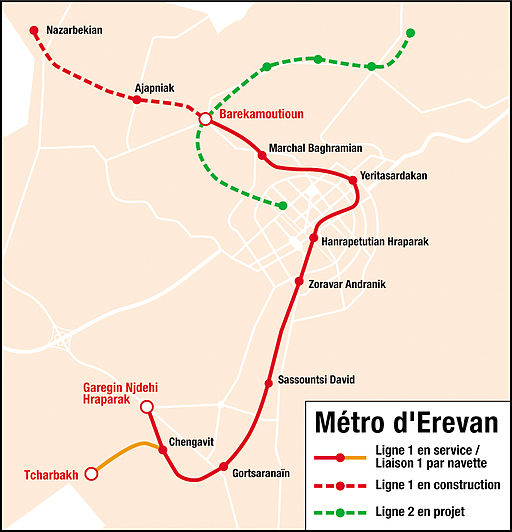 Nazarbekian
Ajapniak
Barekamoutioun
Marchal Baghramian
Yeritasardakan
Hanrapetutian Hraparak
Zoravar Andranik
Sassountsi David
Garegin Njdehi
Hraparak
Chengavit
Tcharbakh
Gortsaranaïn
Métro d'Erevan
Ligne 1 en service /
Liaison 1 par navette
Ligne 1 en construction
Ligne 2 en projet